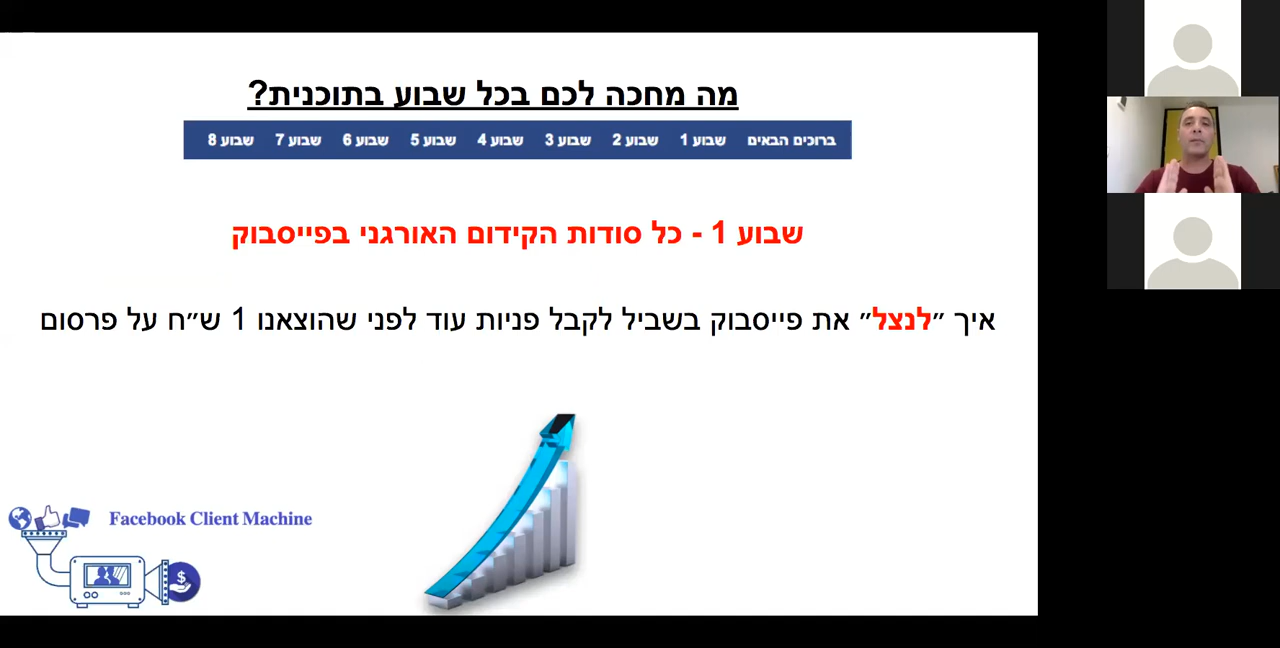 מה מחכה לכם בכל שבוע בתוכנית?
ברוכים הבאים שבוע 1 שבוע 2 שבוע 3 שבוע 4 שבוע 5 שבוע 6 שבוע 7 שבוע 8
שבוע 1 - כל סודות הקידום האורגני בפייסבוק
איך ״לנצל״ את פייסבוק בשביל לקבל פניות עוד לפני שהוצאנו 1 ש״ח על פרסום
Facebook Client Machine
$